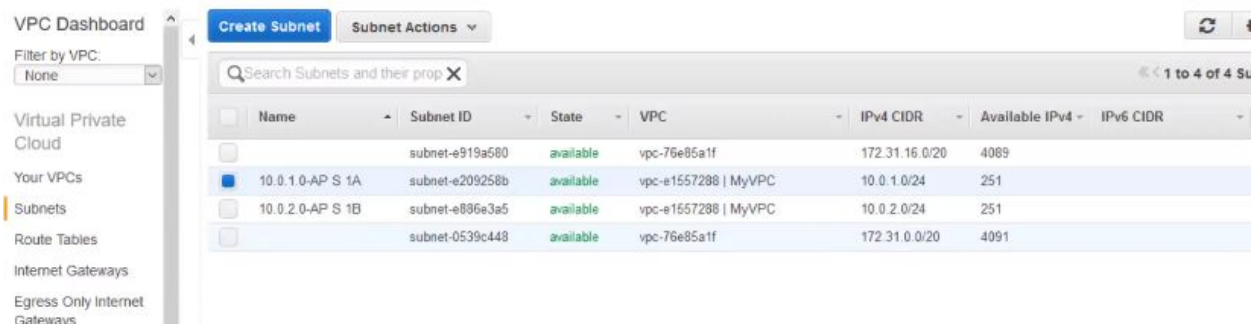 VPC Dashboard
Filter by VPC:
None
Virtual Private
Cloud
Your VPCs
Subnets
Route Tables
Internet Gateways
Egress Only Internet
Gateways
Create Subnet Subnet Actions
Search Subnets and their prop
1 to 4 of 4 Su
Name Subnet ID State VPC IPv4 CIDR Available IPv4 IPv6 CIDR
subnet-e919a580 available vpc-76e85a1f 172.31.16.0/20 4089
10.0.1.0-AP S 1A subnet-e209258b available vpc-e1557288 | MyVPC 10.0.1.0/24 251
10.0.2.0-AP S 1B subnet-e886e3a5 available vpc-e1557288 | MyVPC 10.0.2.0/24 251
subnet-0539c448 available vpc-76e85a1f 172.31.0.0/20 4091